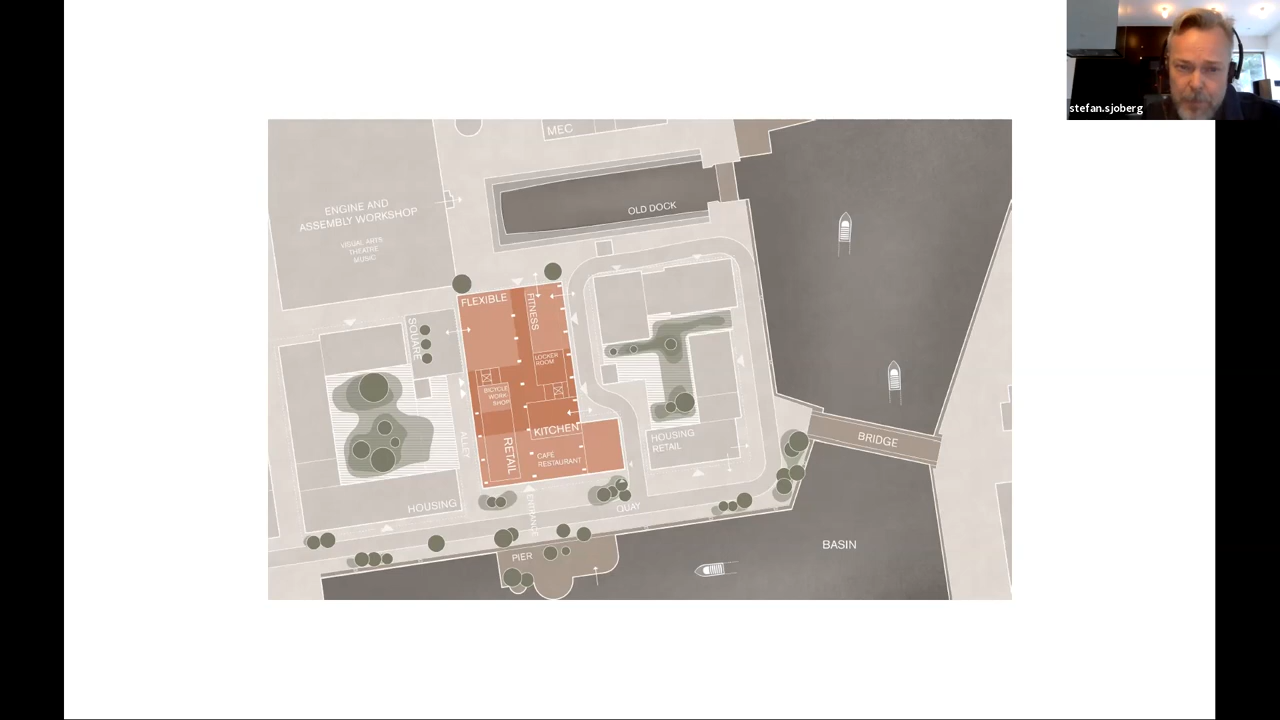 stefan.sjoberg
MEC
ENGINE AND
ASSEMBLY WORKSHOP
VISUAL ARTS
THEATRE
MUSIC
OLD DOCK
FLEXIBLE
FITNESS
SQUARE
LOCKER
ROOM
BICYCLE
WORK
SHOP
ALLEY
KITCHEN
RETAIL
CAFE
RESTAURANT
HOUSING
RETAIL
BRIDGE
HOUSING
ENTRANCE
QUAY
PIER
BASIN